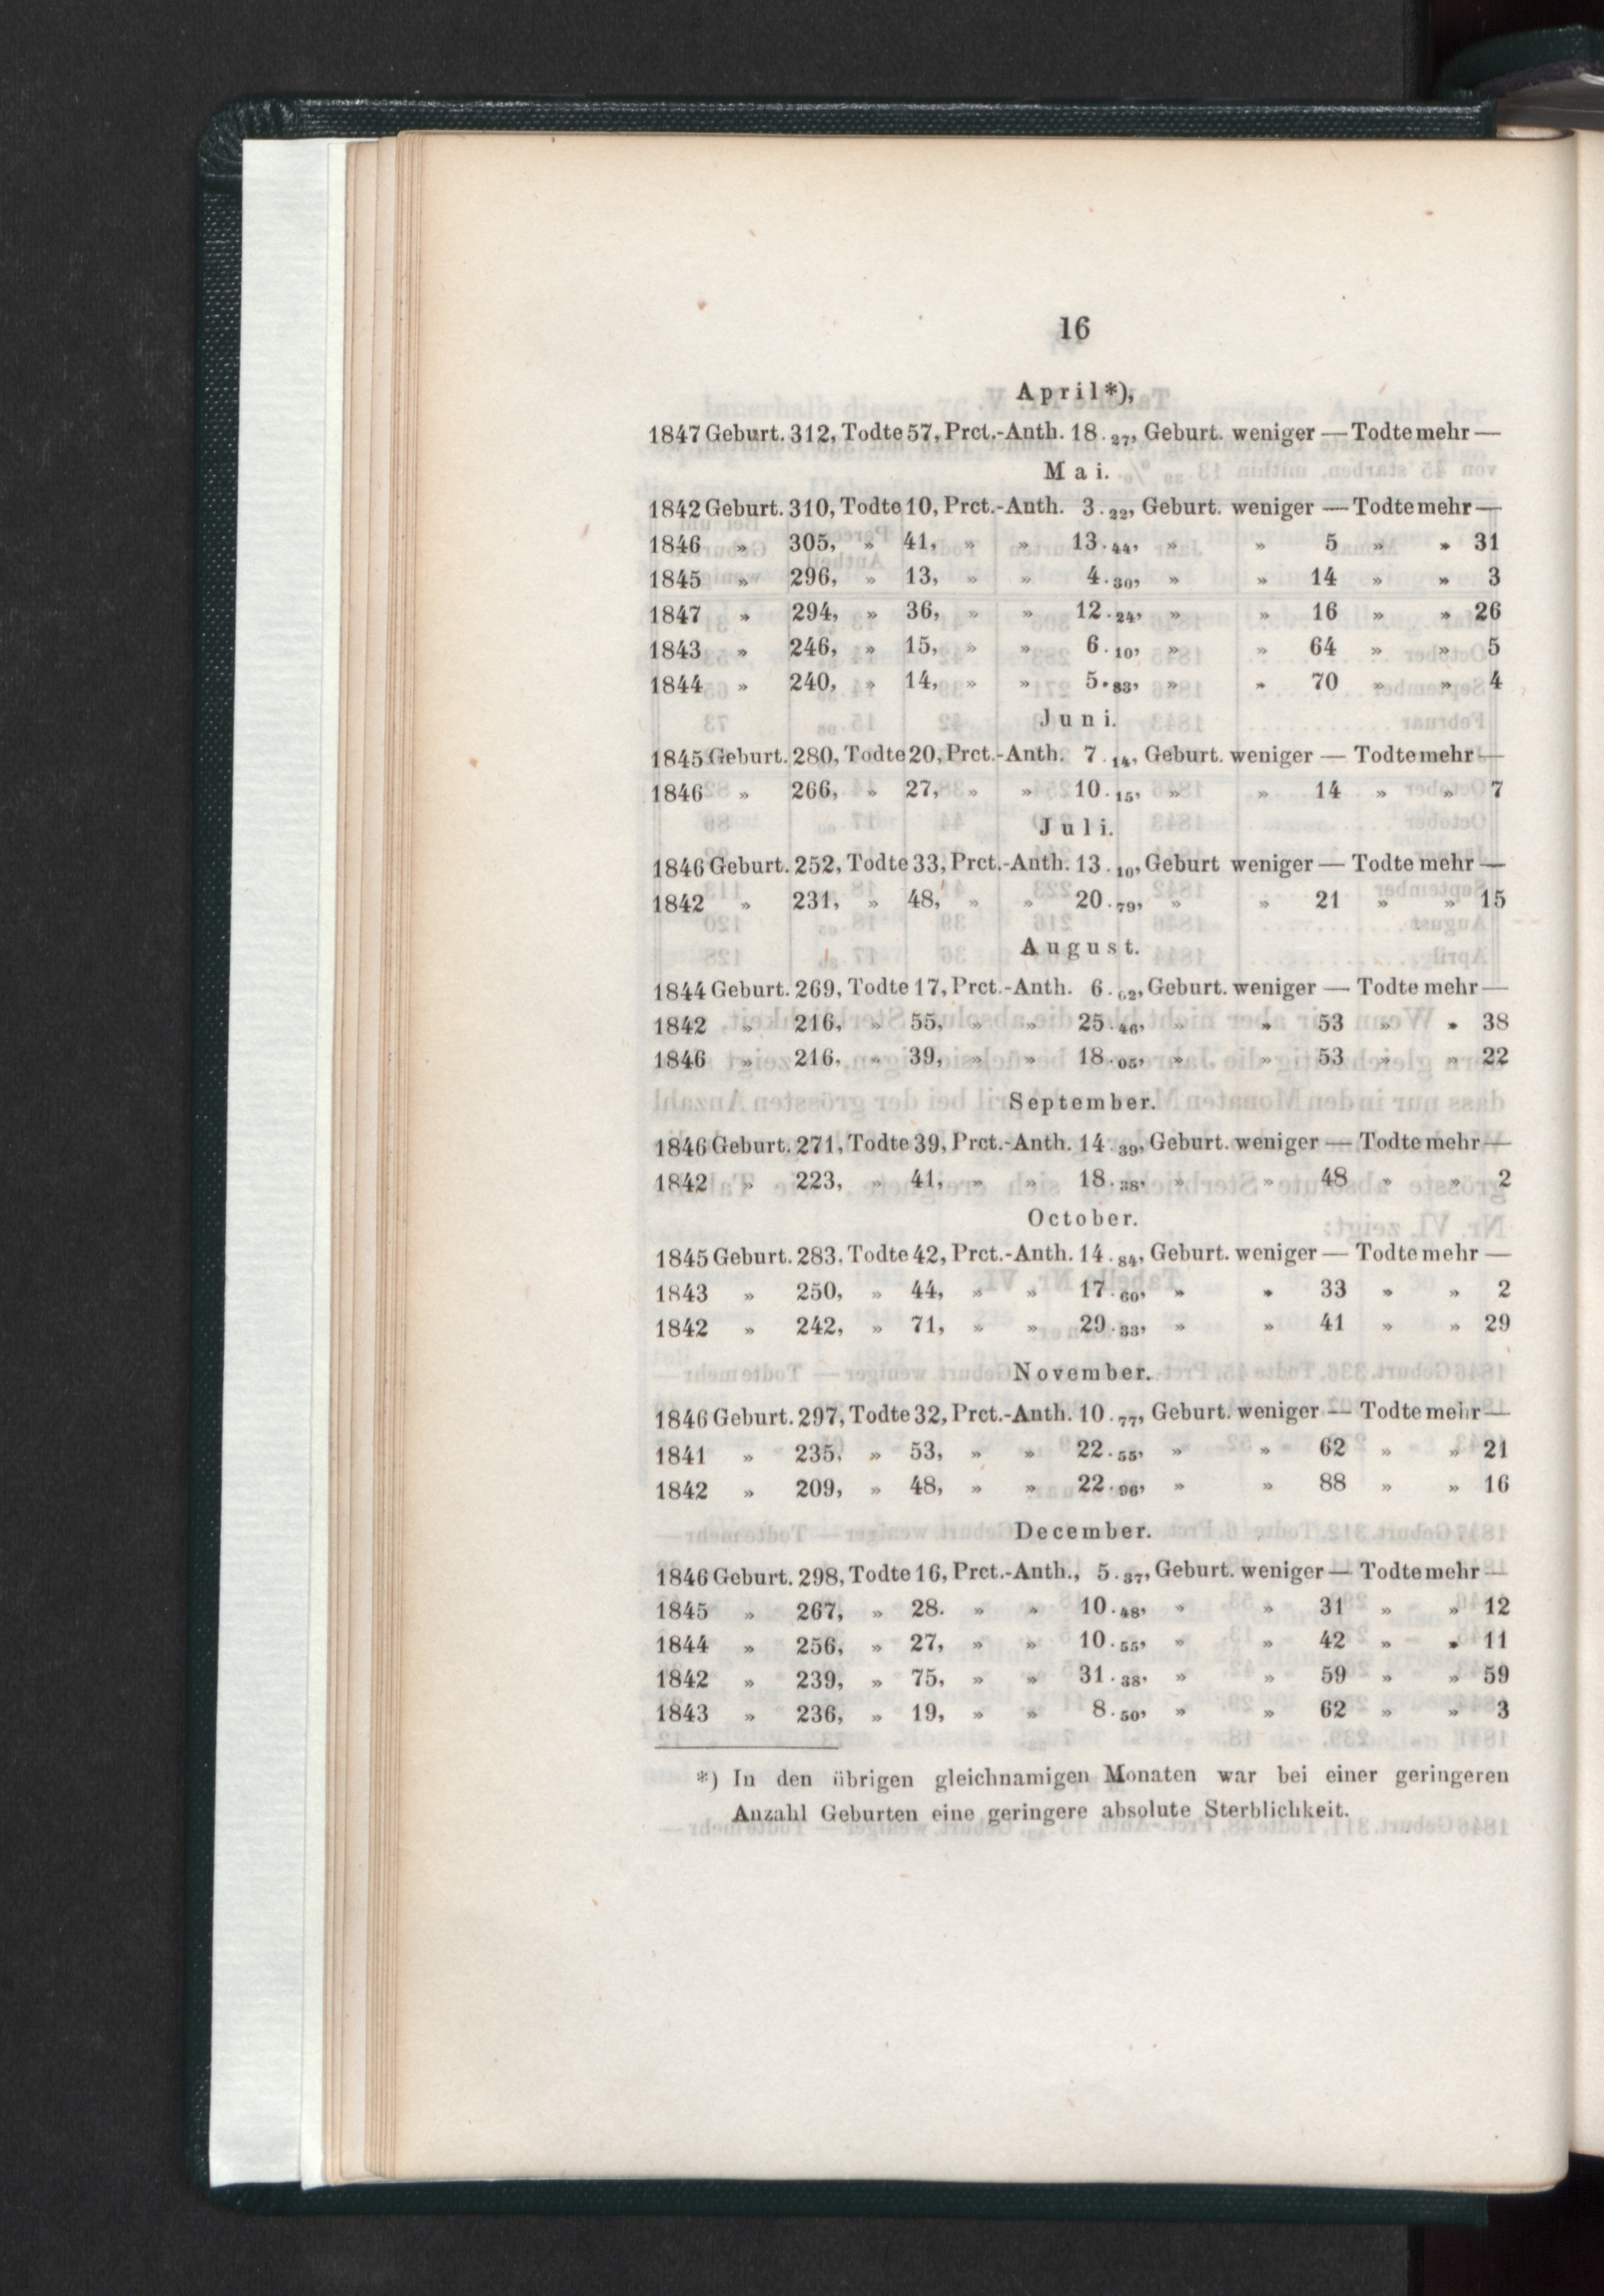 16
April*),
1847 Geburt. 312, Todte 57, Prct.-Anth. 18.27, Geburt. weniger — Todte mehr —
Mai.
1842 Geburt. 310, Todte 10, Prct.-Anth. 3.22, Geburt. weniger — Todte mehr —
1846 » 305, » 41, » » 13.44, » » 5 » » 31
1845 » 296, » 13, » » 4.30, » » 14 » » 3
1847 » 294, » 36, » » 12.24, » » 16 » » 26
1843 » 246, » 15, » » 6.10, » » 64 » » 5
1844 » 240, » 14, » » 5.83, » » 70 » » 4
Juni.
1845 Geburt. 280, Todte 20, Prct.-Anth. 7.14, Geburt. weniger — Todte mehr —
1846 » 266, » 27, » » 10.15, » » 14 » » 7
Juli.
1846 Geburt. 252, Todte 33, Prct.-Anth. 13.10, Geburt weniger — Todte mehr —
1842 » 231, » 48, » » 20.79, » » 21 » » 15
August.
1844 Geburt. 269, Todte 17, Prct.-Anth. 6.62, Geburt. weniger — Todte mehr —
1842 » 216, » 55, » » 25.46, » » 53 » » 38
1846 » 216. » 39, » » 18.05, » » 53 » » 22
September.
1846 Geburt. 271, Todte 39, Prct.-Anth. 14.39, Geburt. weniger — Todte mehr —
1842 » 223, » 41, » » 18.38, » » 48 » » 2
October.
1845 Geburt. 283, Todte 42, Prct.-Anth. 14.84, Geburt. weniger — Todte mehr —
1843 » 250, » 44, » » 17.60, » » 33 » » 2
1842 » 242, » 71, » » 29.33, » » 41 » » 29
November.
1846 Geburt. 297, Todte 32, Prct.-Anth. 10.77, Geburt. weniger — Todte mehr —
1841 » 235, » 53, » » 22.55, » » 62 » » 21
1842 » 209, » 48, » » 22.96, » » 88 » » 16
December.
1846 Geburt. 298, Todte 16, Prct.-Anth., 5.37, Geburt. weniger — Todte mehr —
1845 » 267, » 28. » » 10.48, » » 31 » » 12
1844 » 256, » 27, » » 10.55, » » 42 » » 11
1842 » 239, » 75, » » 31.38, » » 59 » » 59
1843 » 236, » 19, » » 8.50, » » 62 » » 3
*) In den übrigen gleichnamigen Monaten war bei einer geringeren
Anzahl Geburten eine geringere absolute Sterblichkeit.